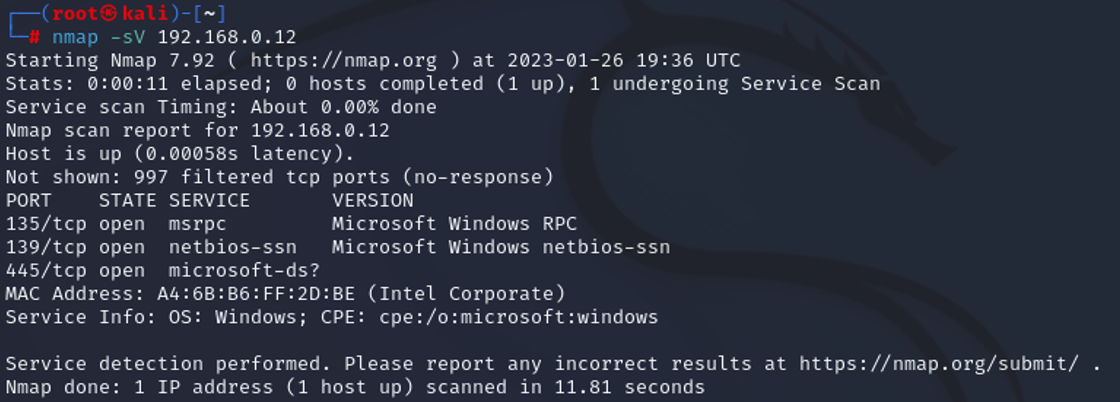 ┌──(root㉿kali)-[~]
└─# nmap -sV 192.168.0.12
Starting Nmap 7.92 ( https://nmap.org ) at 2023-01-26 19:36 UTC
Stats: 0:00:11 elapsed; 0 hosts completed (1 up), 1 undergoing Service Scan
Service scan Timing: About 0.00% done
Nmap scan report for 192.168.0.12
Host is up (0.00058s latency).
Not shown: 997 filtered tcp ports (no-response)
PORT    STATE SERVICE       VERSION
135/tcp open  msrpc         Microsoft Windows RPC
139/tcp open  netbios-ssn   Microsoft Windows netbios-ssn
445/tcp open  microsoft-ds?
MAC Address: A4:6B:B6:FF:2D:BE (Intel Corporate)
Service Info: OS: Windows; CPE: cpe:/o:microsoft:windows

Service detection performed. Please report any incorrect results at https://nmap.org/submit/ .
Nmap done: 1 IP address (1 host up) scanned in 11.81 seconds